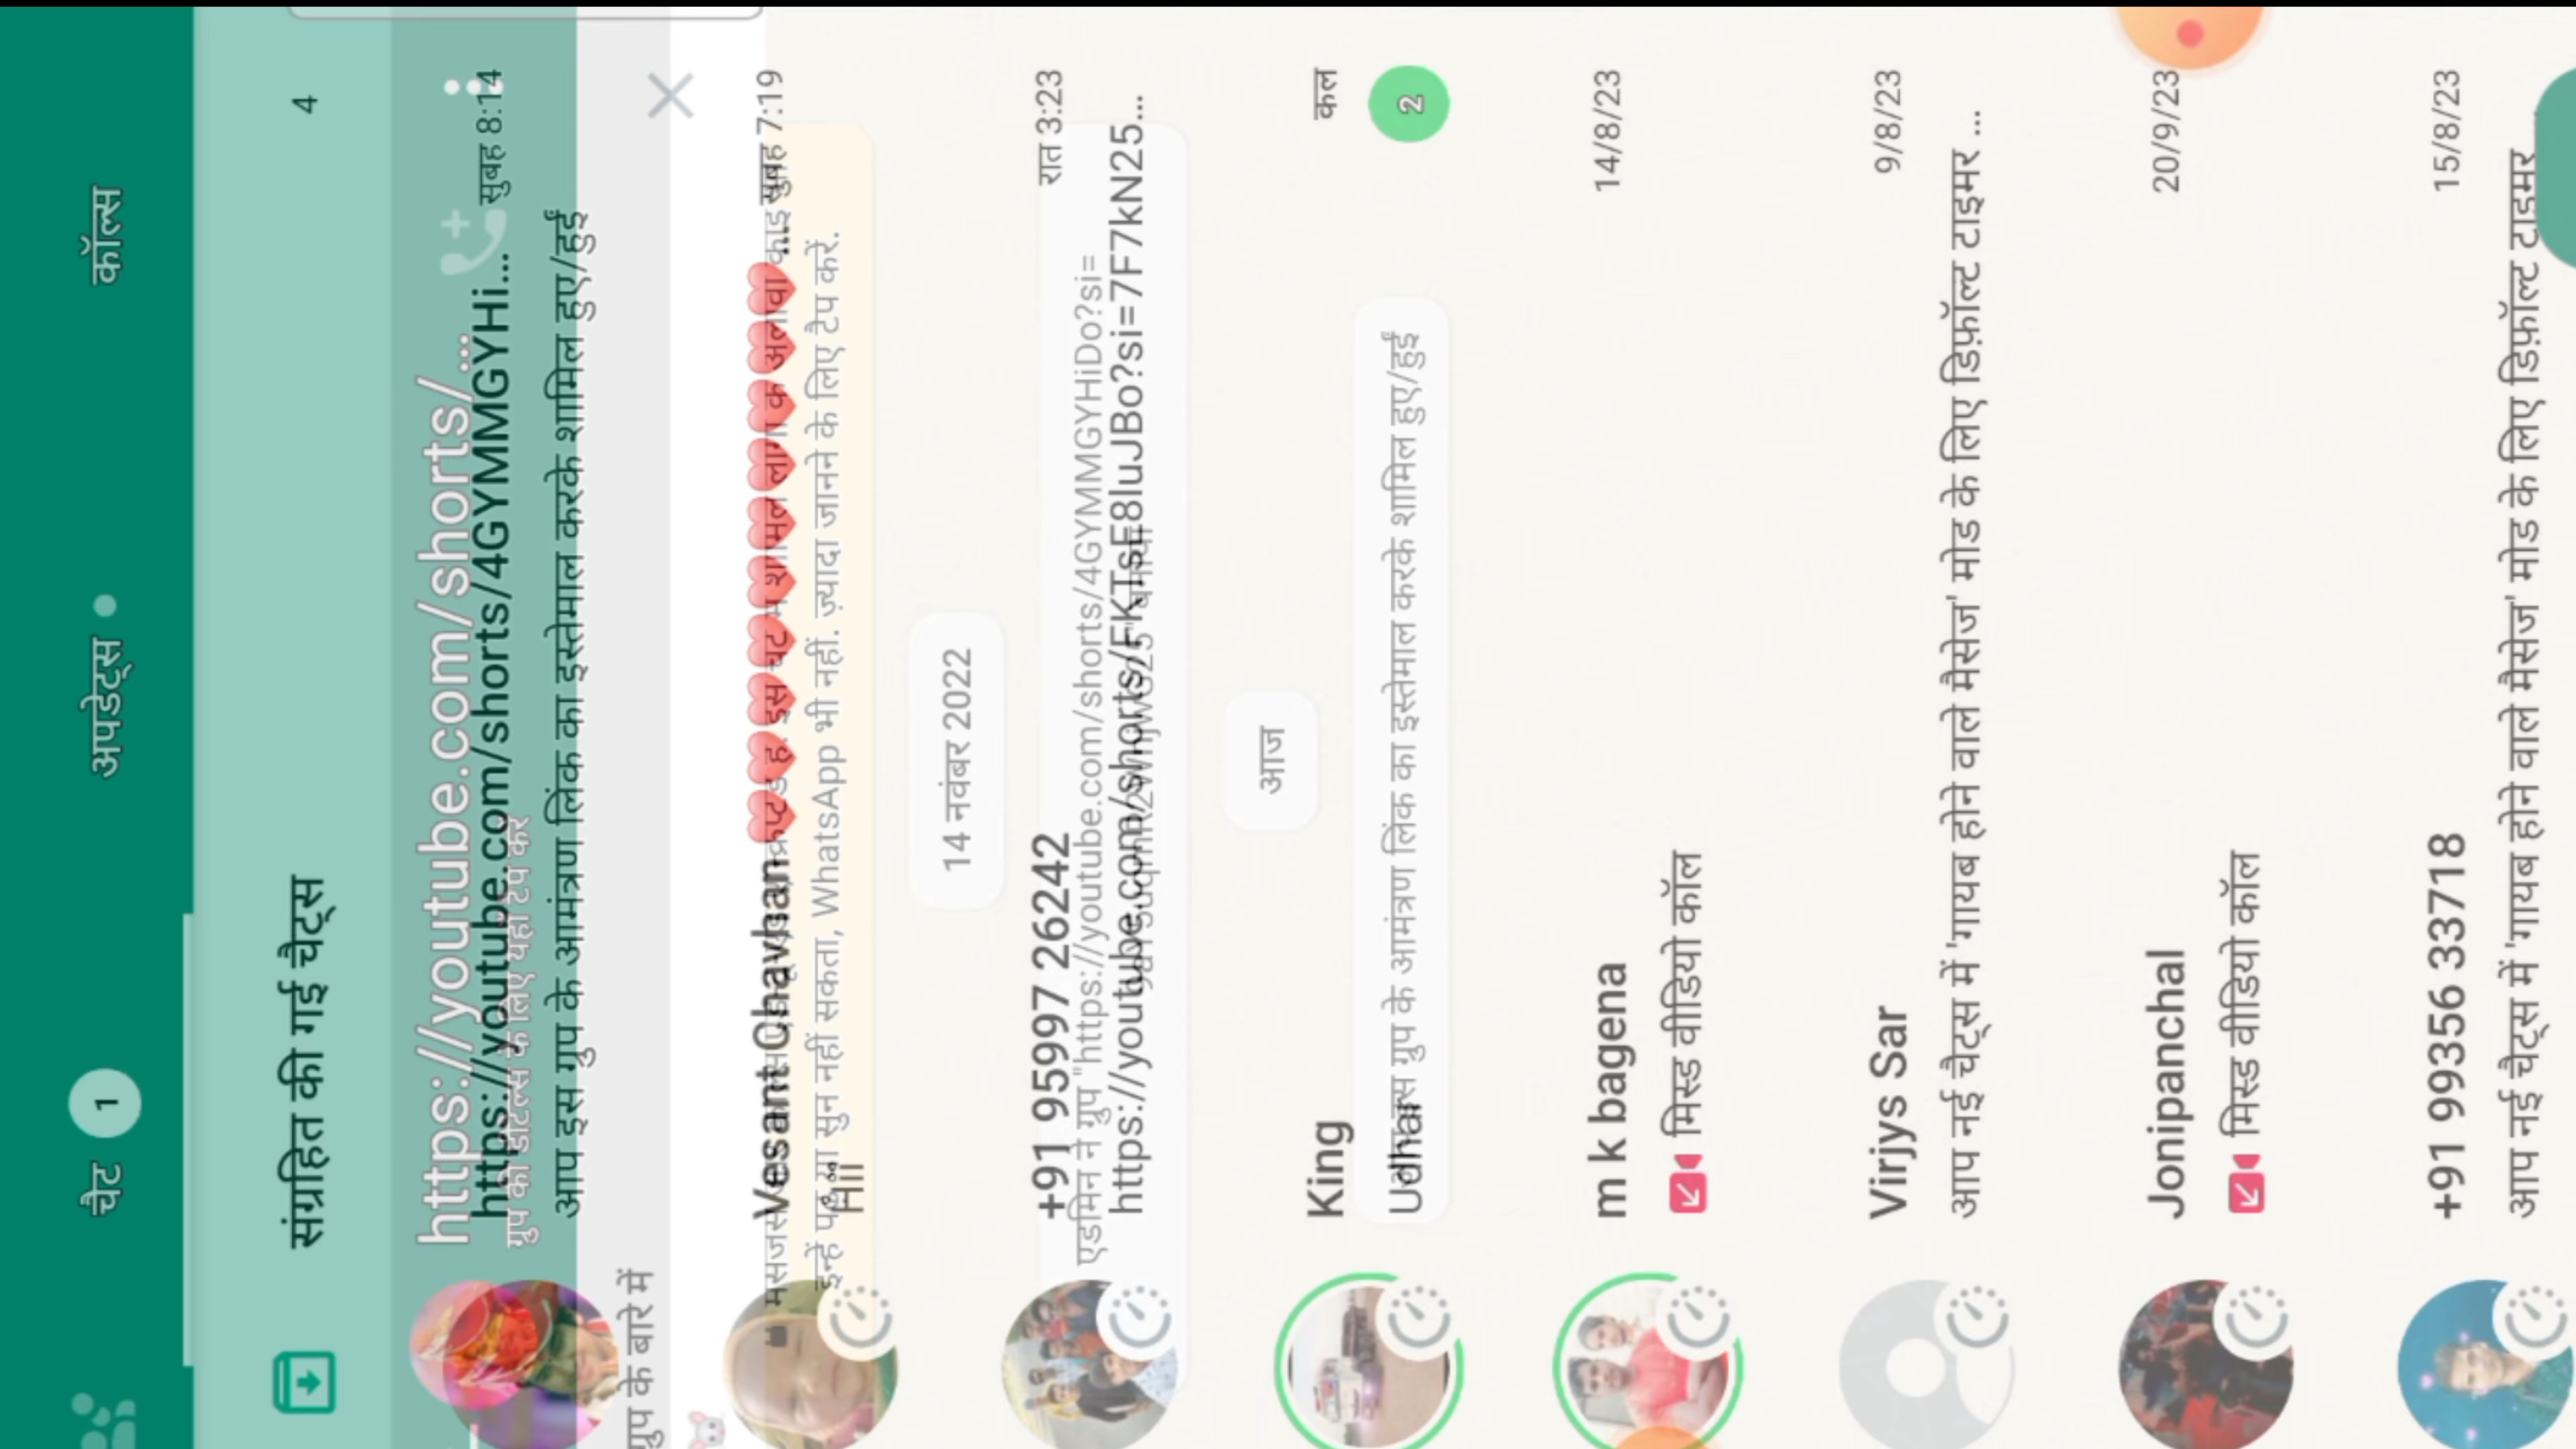 चैट 1
अपडेट्स
कॉल्स
संग्रहित की गई चैट्स
4
https://youtube.com/shorts/...
https://youtube.com/shorts/4GYMMGYHi...
सुबह 8:14
ग्रुप की डीटेल्स के लिए यहाँ टैप करें
आप इस ग्रुप के आमंत्रण लिंक का इस्तेमाल करके शामिल हुए/हुईं
ग्रुप के बारे में
Vesant Chavhan ❤️❤️❤️❤️❤️❤️❤️❤️❤️❤️ ...
सुबह 7:19
इन्हें पढ़ या सुन नहीं सकता, WhatsApp भी नहीं. ज़्यादा जानने के लिए टैप करें.
Hii
14 नवंबर 2022
+91 95997 26242
रात 3:23
एडमिन ने ग्रुप "https://youtube.com/shorts/4GYMMGYHiDo?si=
https://youtube.com/shorts/FKTsE8luJBo?si=7F7kN25...
आज
King
कल
ग्रुप के आमंत्रण लिंक का इस्तेमाल करके शामिल हुए/हुईं
Udhar
2
m k bagena
14/8/23
मिस्ड वीडियो कॉल
Virjys Sar
9/8/23
आप नई चैट्स में 'गायब होने वाले मैसेज' मोड के लिए डिफ़ॉल्ट टाइमर ...
Jonipanchal
20/9/23
मिस्ड वीडियो कॉल
+91 99356 33718
15/8/23
आप नई चैट्स में 'गायब होने वाले मैसेज' मोड के लिए डिफ़ॉल्ट टाइमर